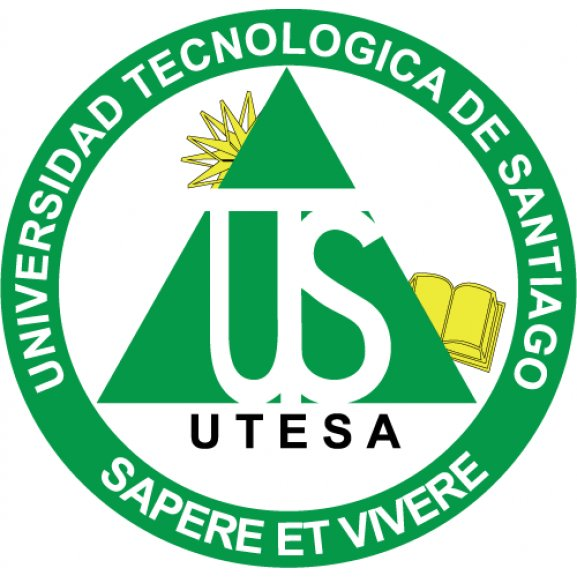 UNIVERSIDAD TECNOLOGICA DE SANTIAGO
US
UTESA
SAPERE ET VIVERE